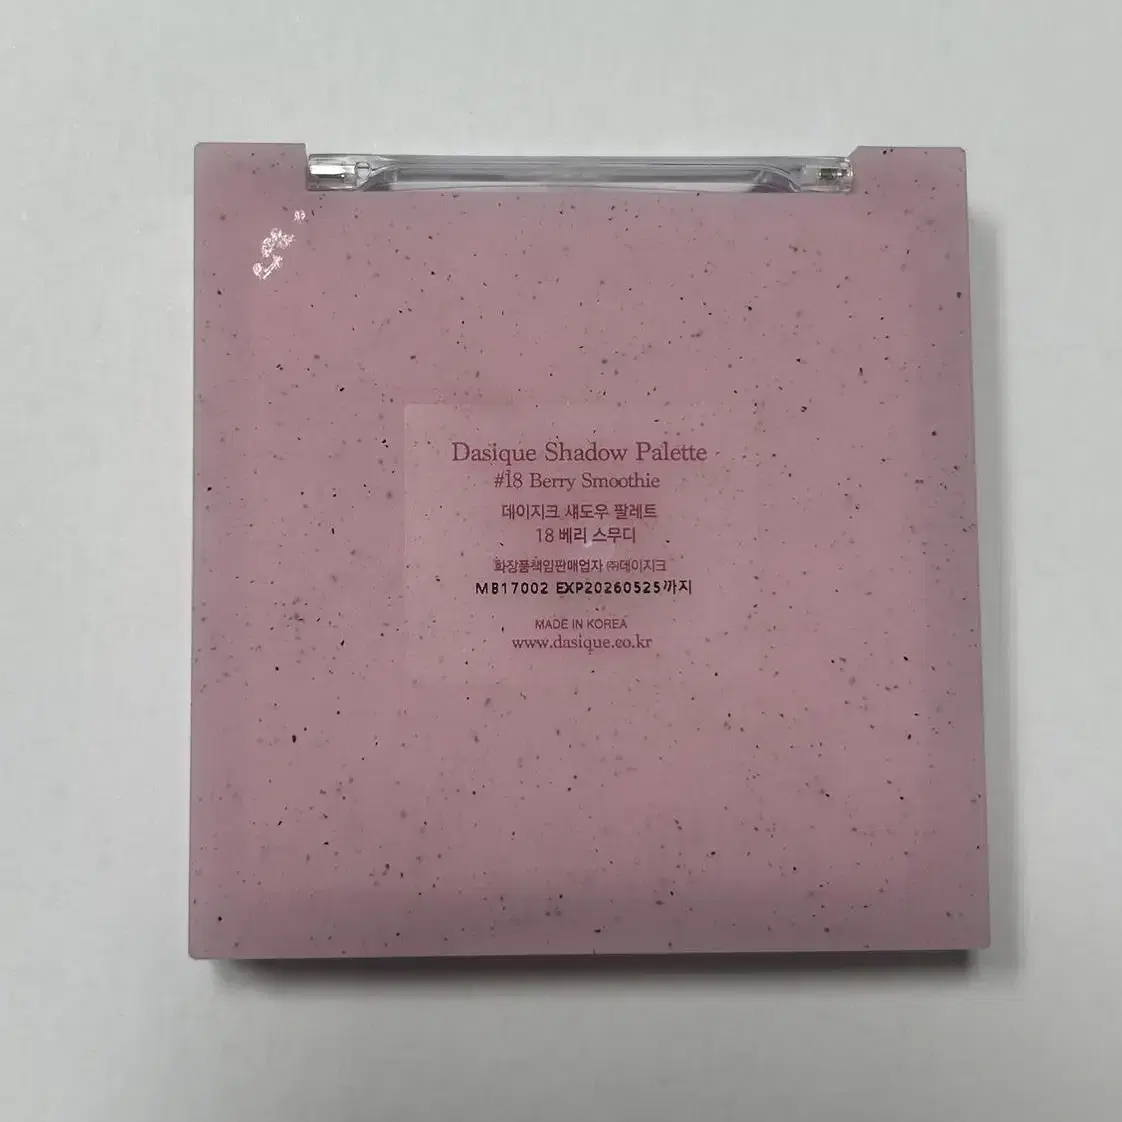 Dasique Shadow Palette
#18 Berry Smoothie
데이지크 섀도우 팔레트
18 베리 스무디
화장품책임판매업자 ㈜데이지크
MB17002 EXP20260525까지
MADE IN KOREA
www.dasique.co.kr